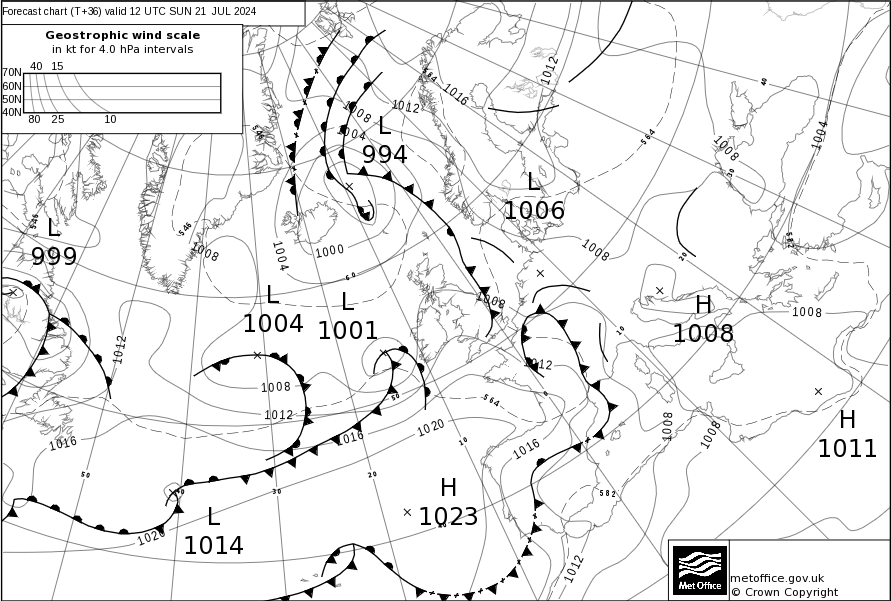 Forecast chart (T+36) valid 12 UTC SUN 21 JUL 2024
Geostrophic wind scale
in kt for 4.0 hPa intervals
40 15
70N
60N
50N
40N
80 25 10
1012
564
1016
1012
1008
1004
40
564
1004
1008
546
L
994
30
L
1006
546
L
999
546
1008
1004
1000
1008
582
20
60
L
1004
L
1001
1008
H
1008
1008
10
1012
1012
1008
50
564
0
1012
1016
1016
1020
1008
1008
H
1011
10
1016
50
20
40
30
H
1023
582
L
1014
40
1020
1012
Met Office
metoffice.gov.uk
© Crown Copyright